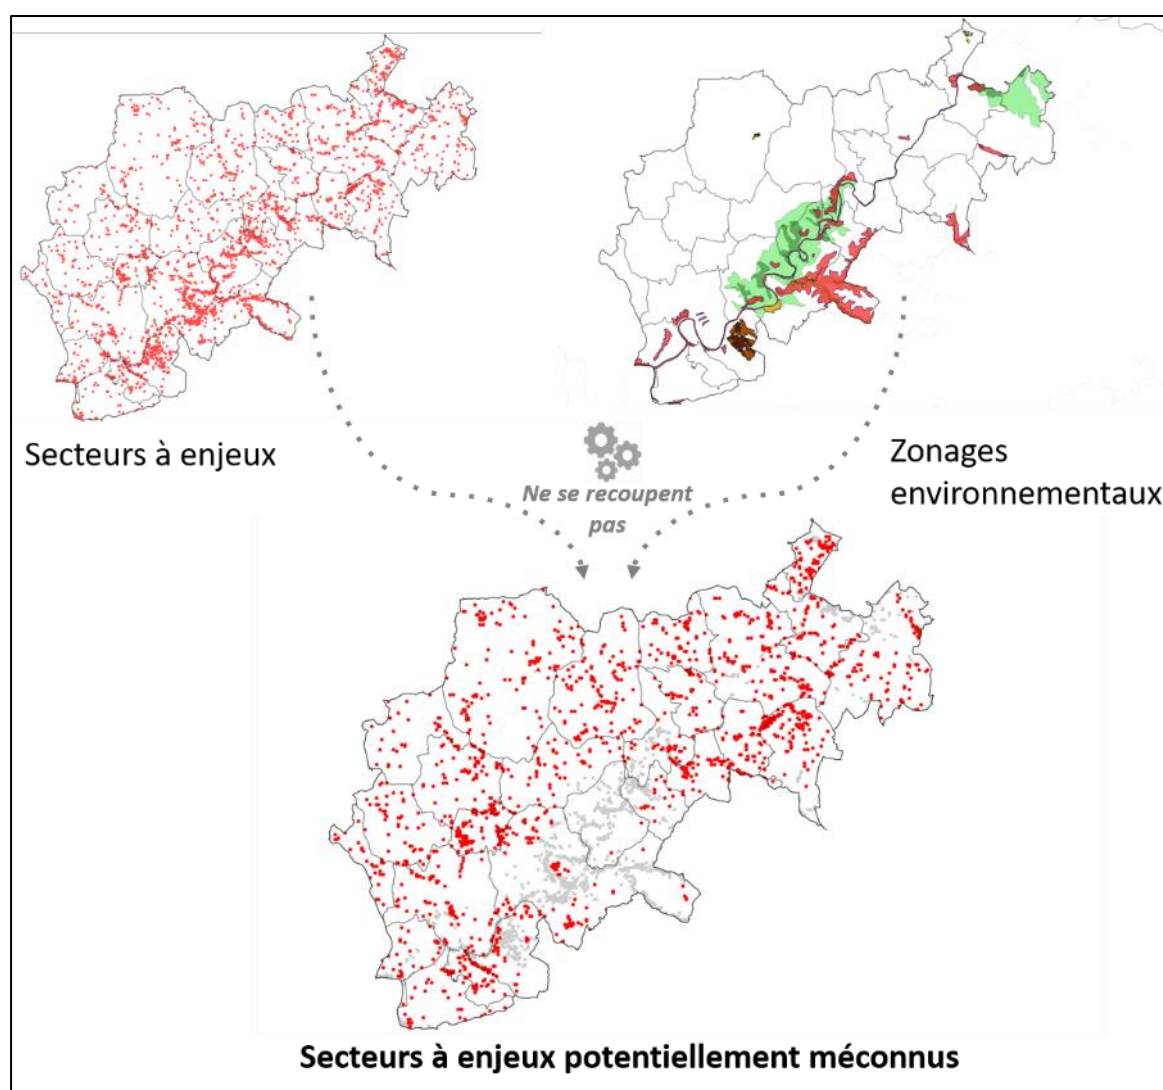 Secteurs à enjeux
Zonages
environnementaux
Ne se recoupent
pas
Secteurs à enjeux potentiellement méconnus